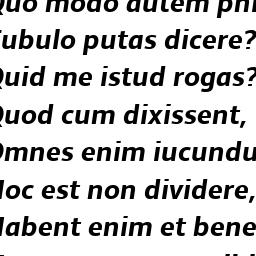 Quo modo autem phi
Tubulo putas dicere?
Quid me istud rogas?
Quod cum dixissent,
Omnes enim iucundu
Hoc est non dividere,
Habent enim et bene